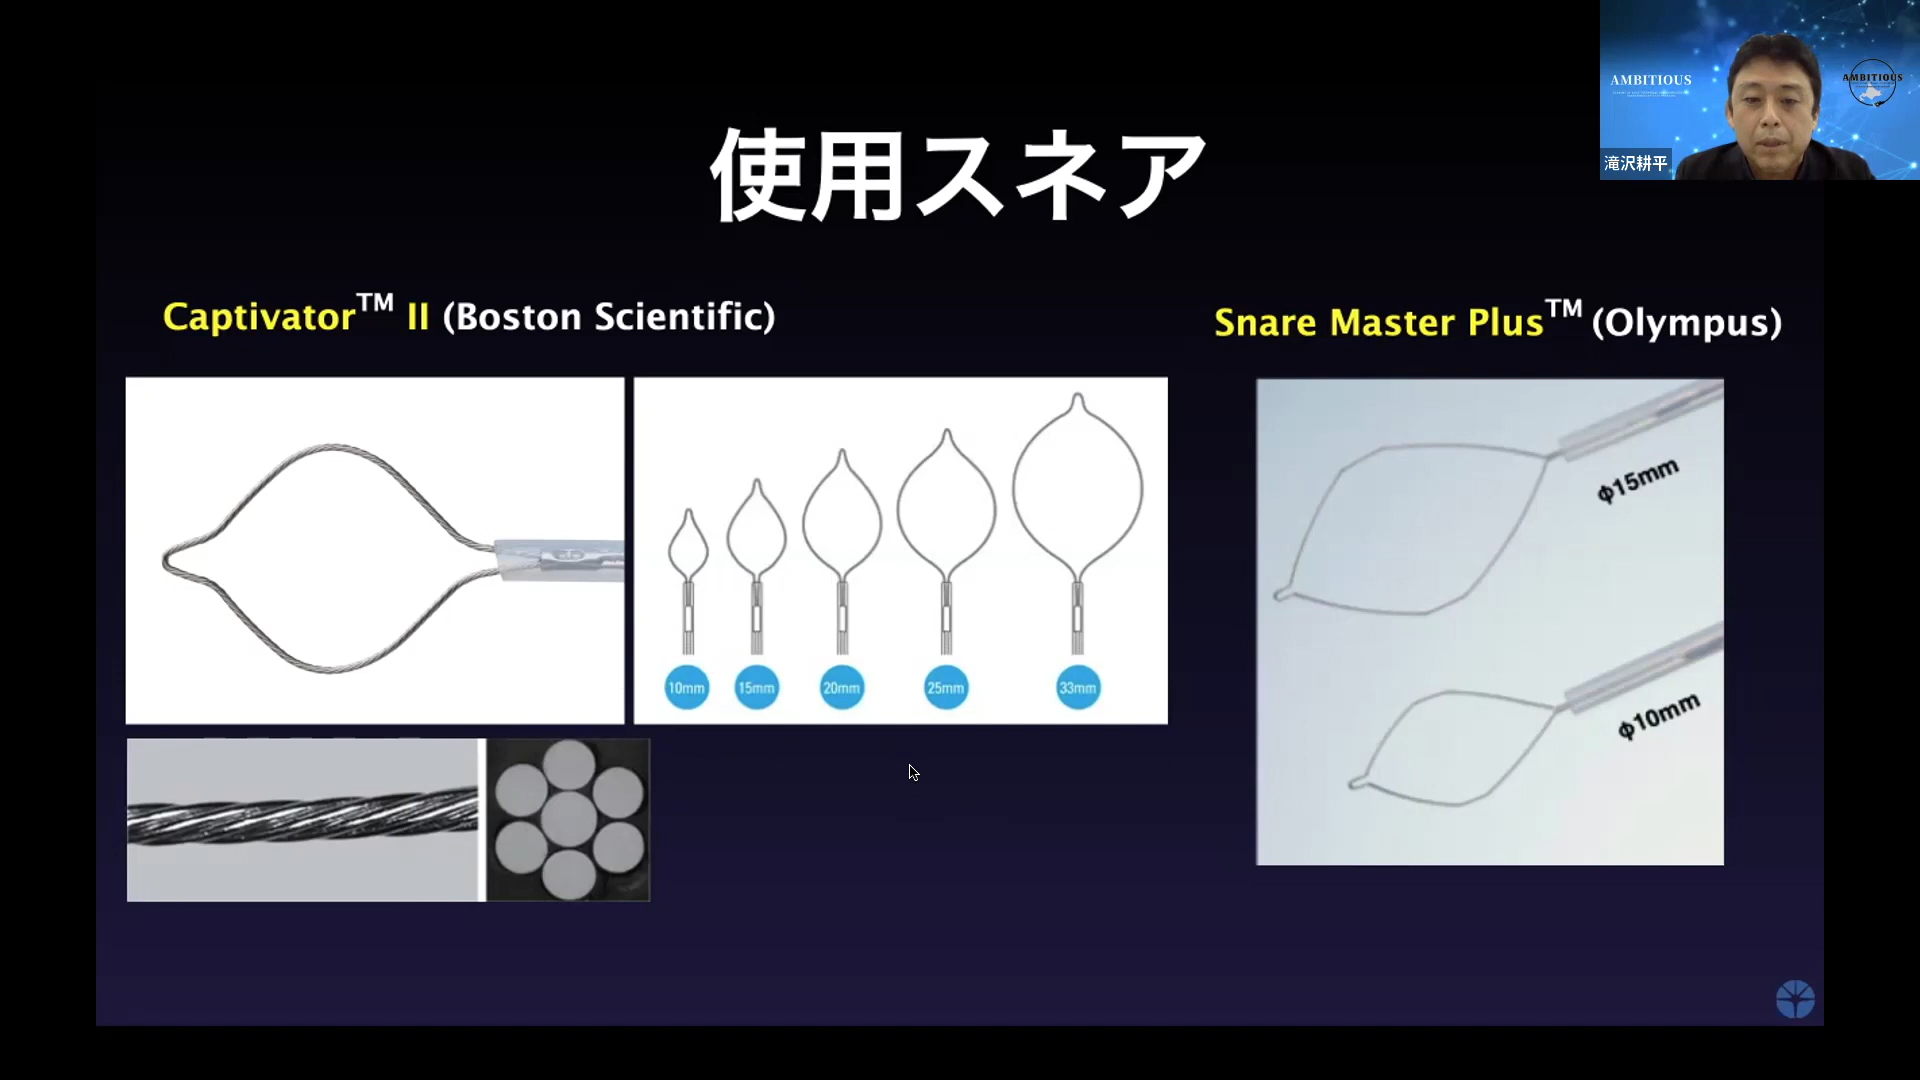 使用スネア
Captivator™ II (Boston Scientific)
Snare Master Plus™ (Olympus)
10mm
15mm
20mm
25mm
33mm
φ15mm
φ10mm
AMBITIOUS
AMBITIOUS
滝沢耕平